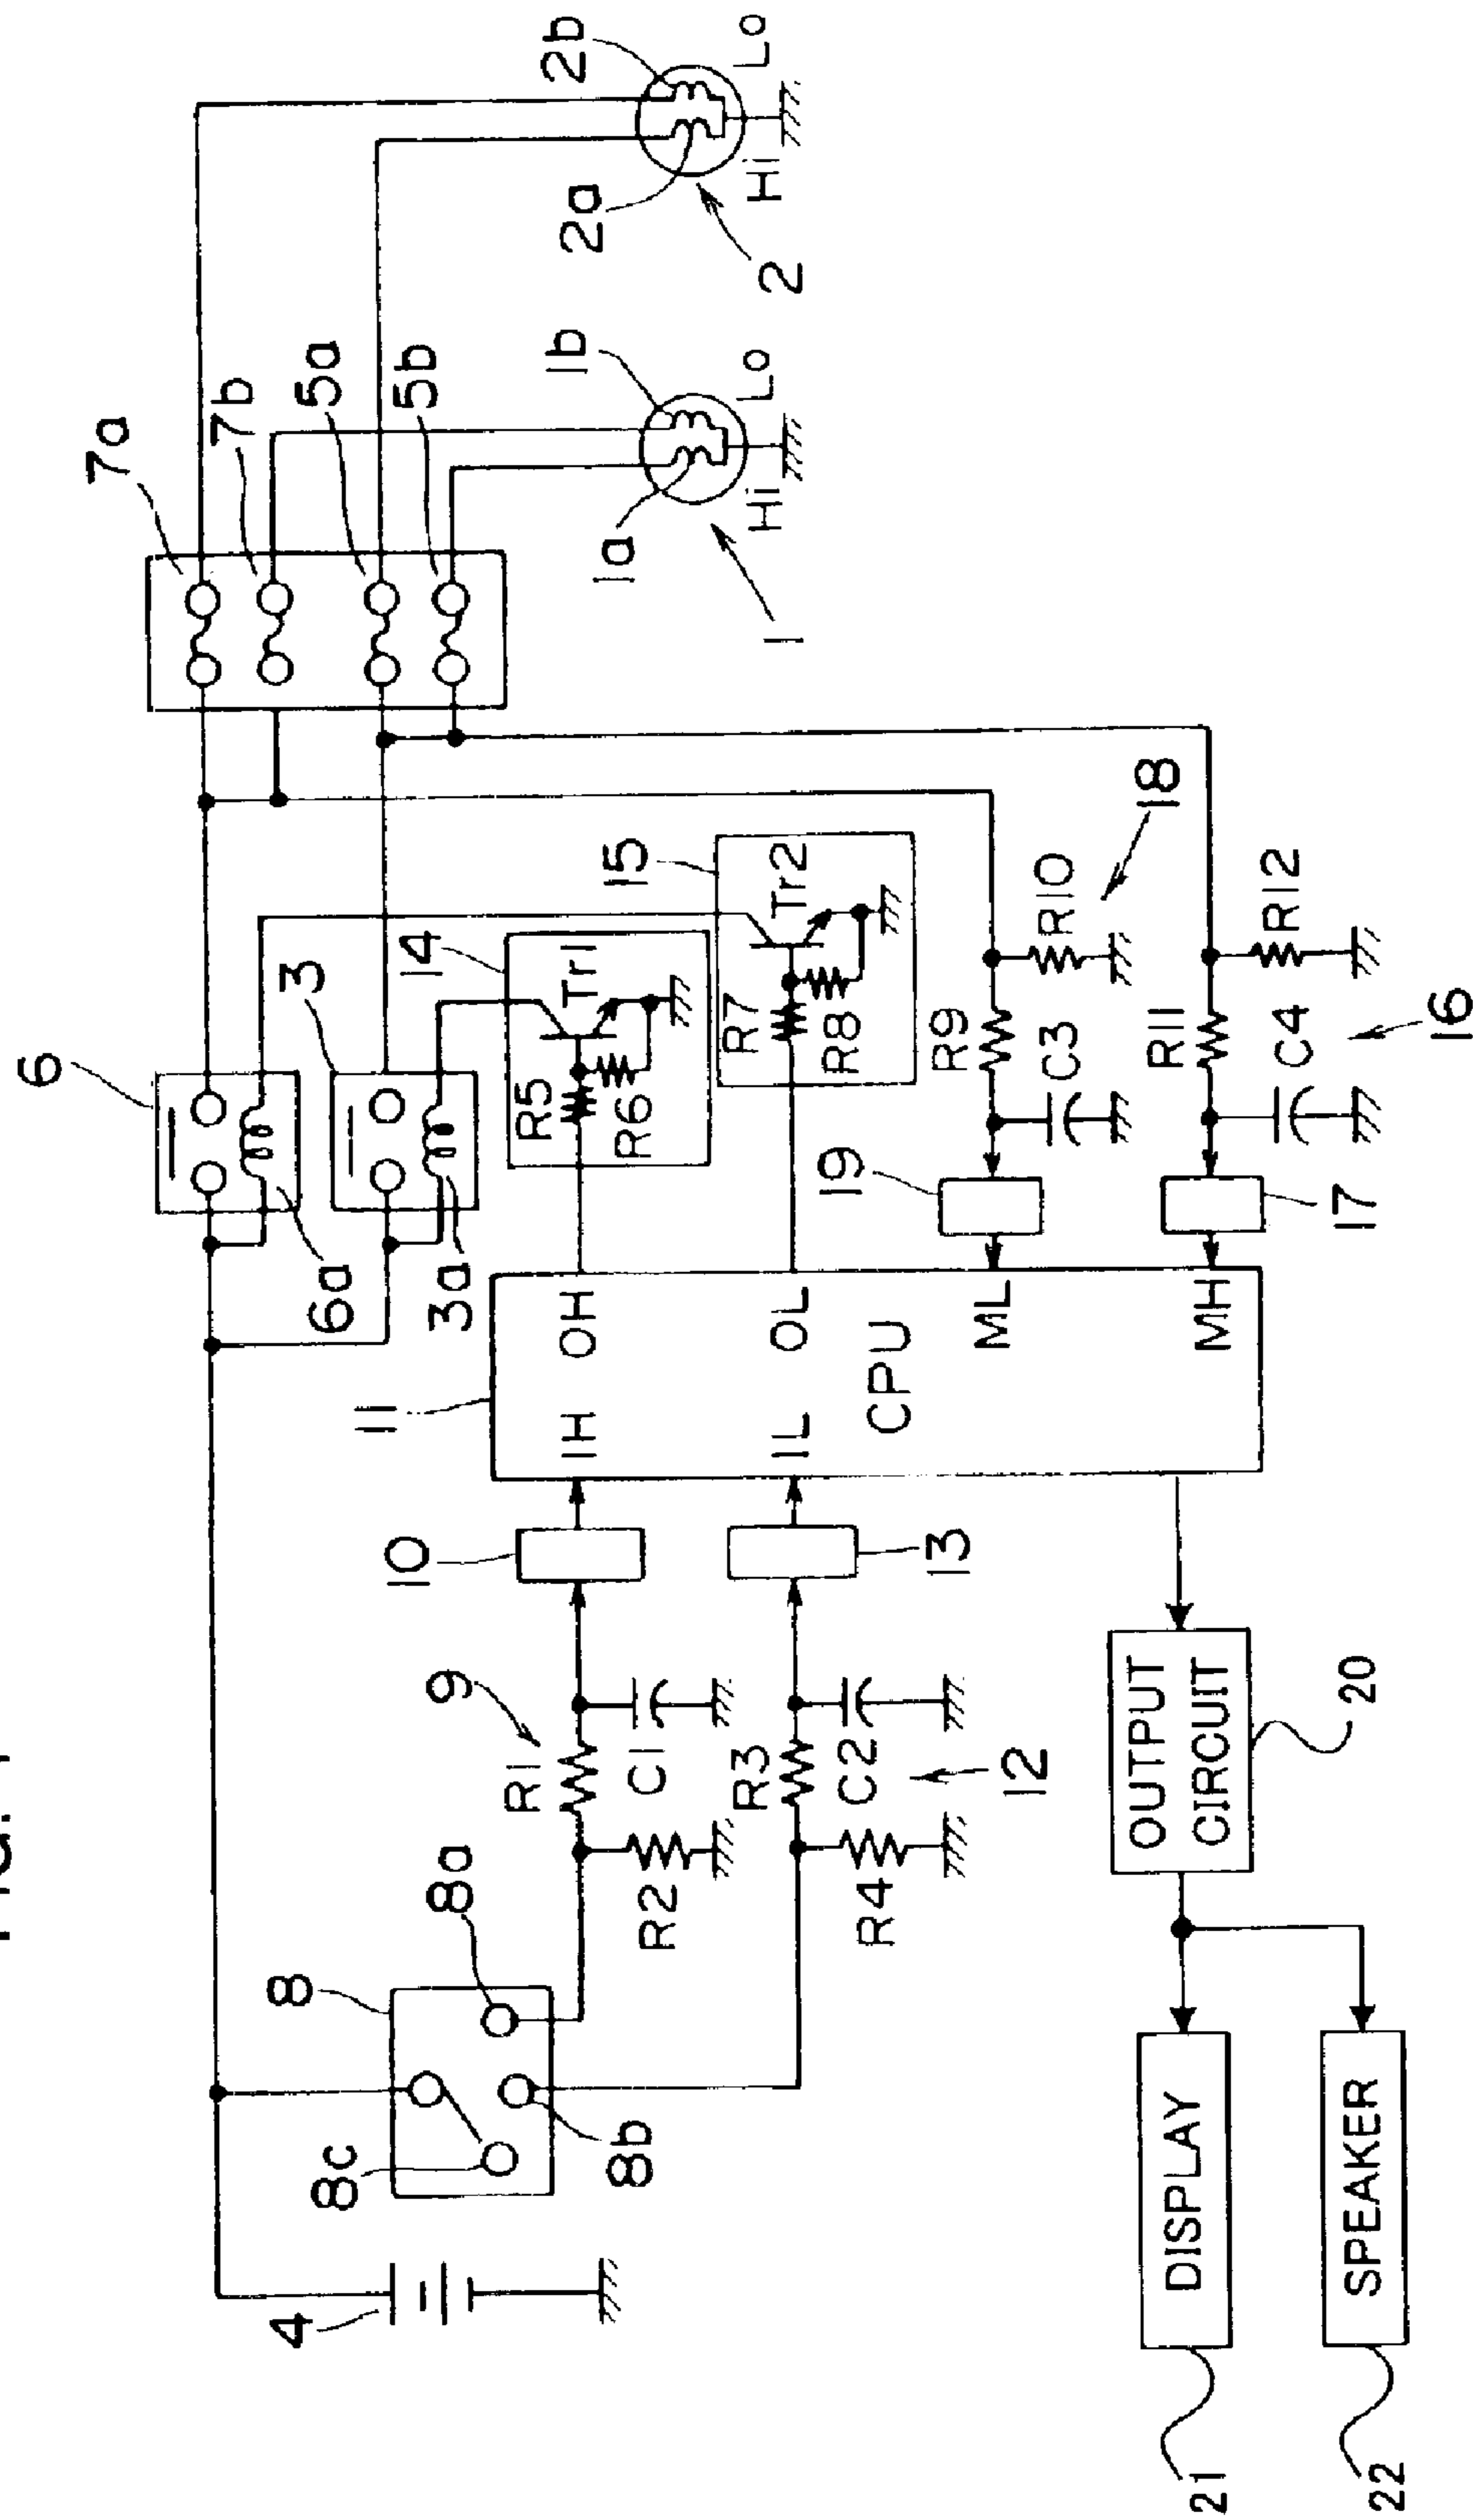 6
7a
7b
5a
5b
3
14
15
2b
2a
2
Hi
Lo
1b
1a
1
Hi
Lo
6a
3a
Tr1
R5
R6
Tr2
R7
R8
R9
C3
R10
18
R11
C4
R12
16
19
17
11
IH
OH
IL
OL
CPU
ML
MH
10
13
9
R1
C1
R2
R3
C2
R4
12
8
8a
8b
8c
4
OUTPUT
CIRCUIT
20
DISPLAY
21
SPEAKER
22